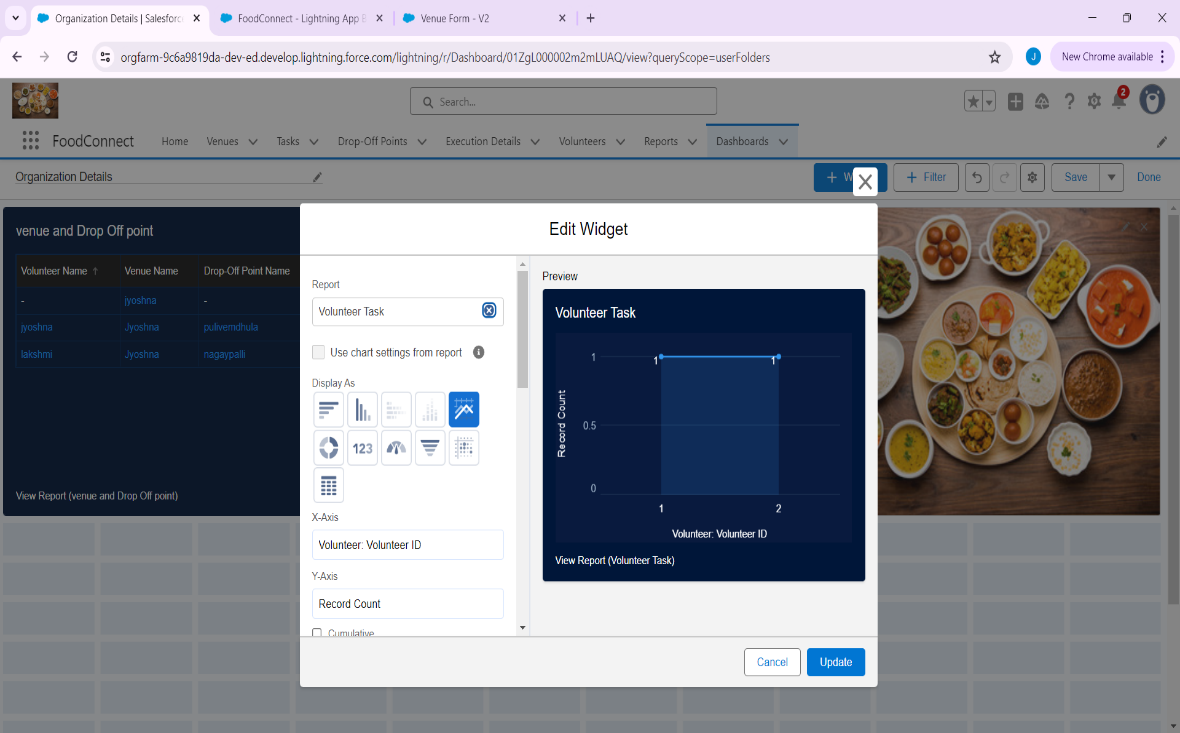 Organization Details | Salesforc
FoodConnect - Lightning App B
Venue Form - V2
orgfarm-9c6a9819da-dev-ed.develop.lightning.force.com/lightning/r/Dashboard/01ZgL000002m2mLUAQ/view?queryScope=userFolders
J
New Chrome available
Search...
2
FoodConnect
Home
Venues
Tasks
Drop-Off Points
Execution Details
Volunteers
Reports
Dashboards
Organization Details
+ W
+ Filter
Save
Done
venue and Drop Off point
Volunteer Name ↑
Venue Name
Drop-Off Point Name
-
jyoshna
-
jyoshna
Jyoshna
pulivemdhula
lakshmi
Jyoshna
nagaypalli
View Report (venue and Drop Off point)
Edit Widget
Report
Volunteer Task
Use chart settings from report
Display As
123
X-Axis
Volunteer: Volunteer ID
Y-Axis
Record Count
Cumulative
Preview
Volunteer Task
Record Count
1
0.5
0
1
1
1
2
Volunteer: Volunteer ID
View Report (Volunteer Task)
Cancel
Update